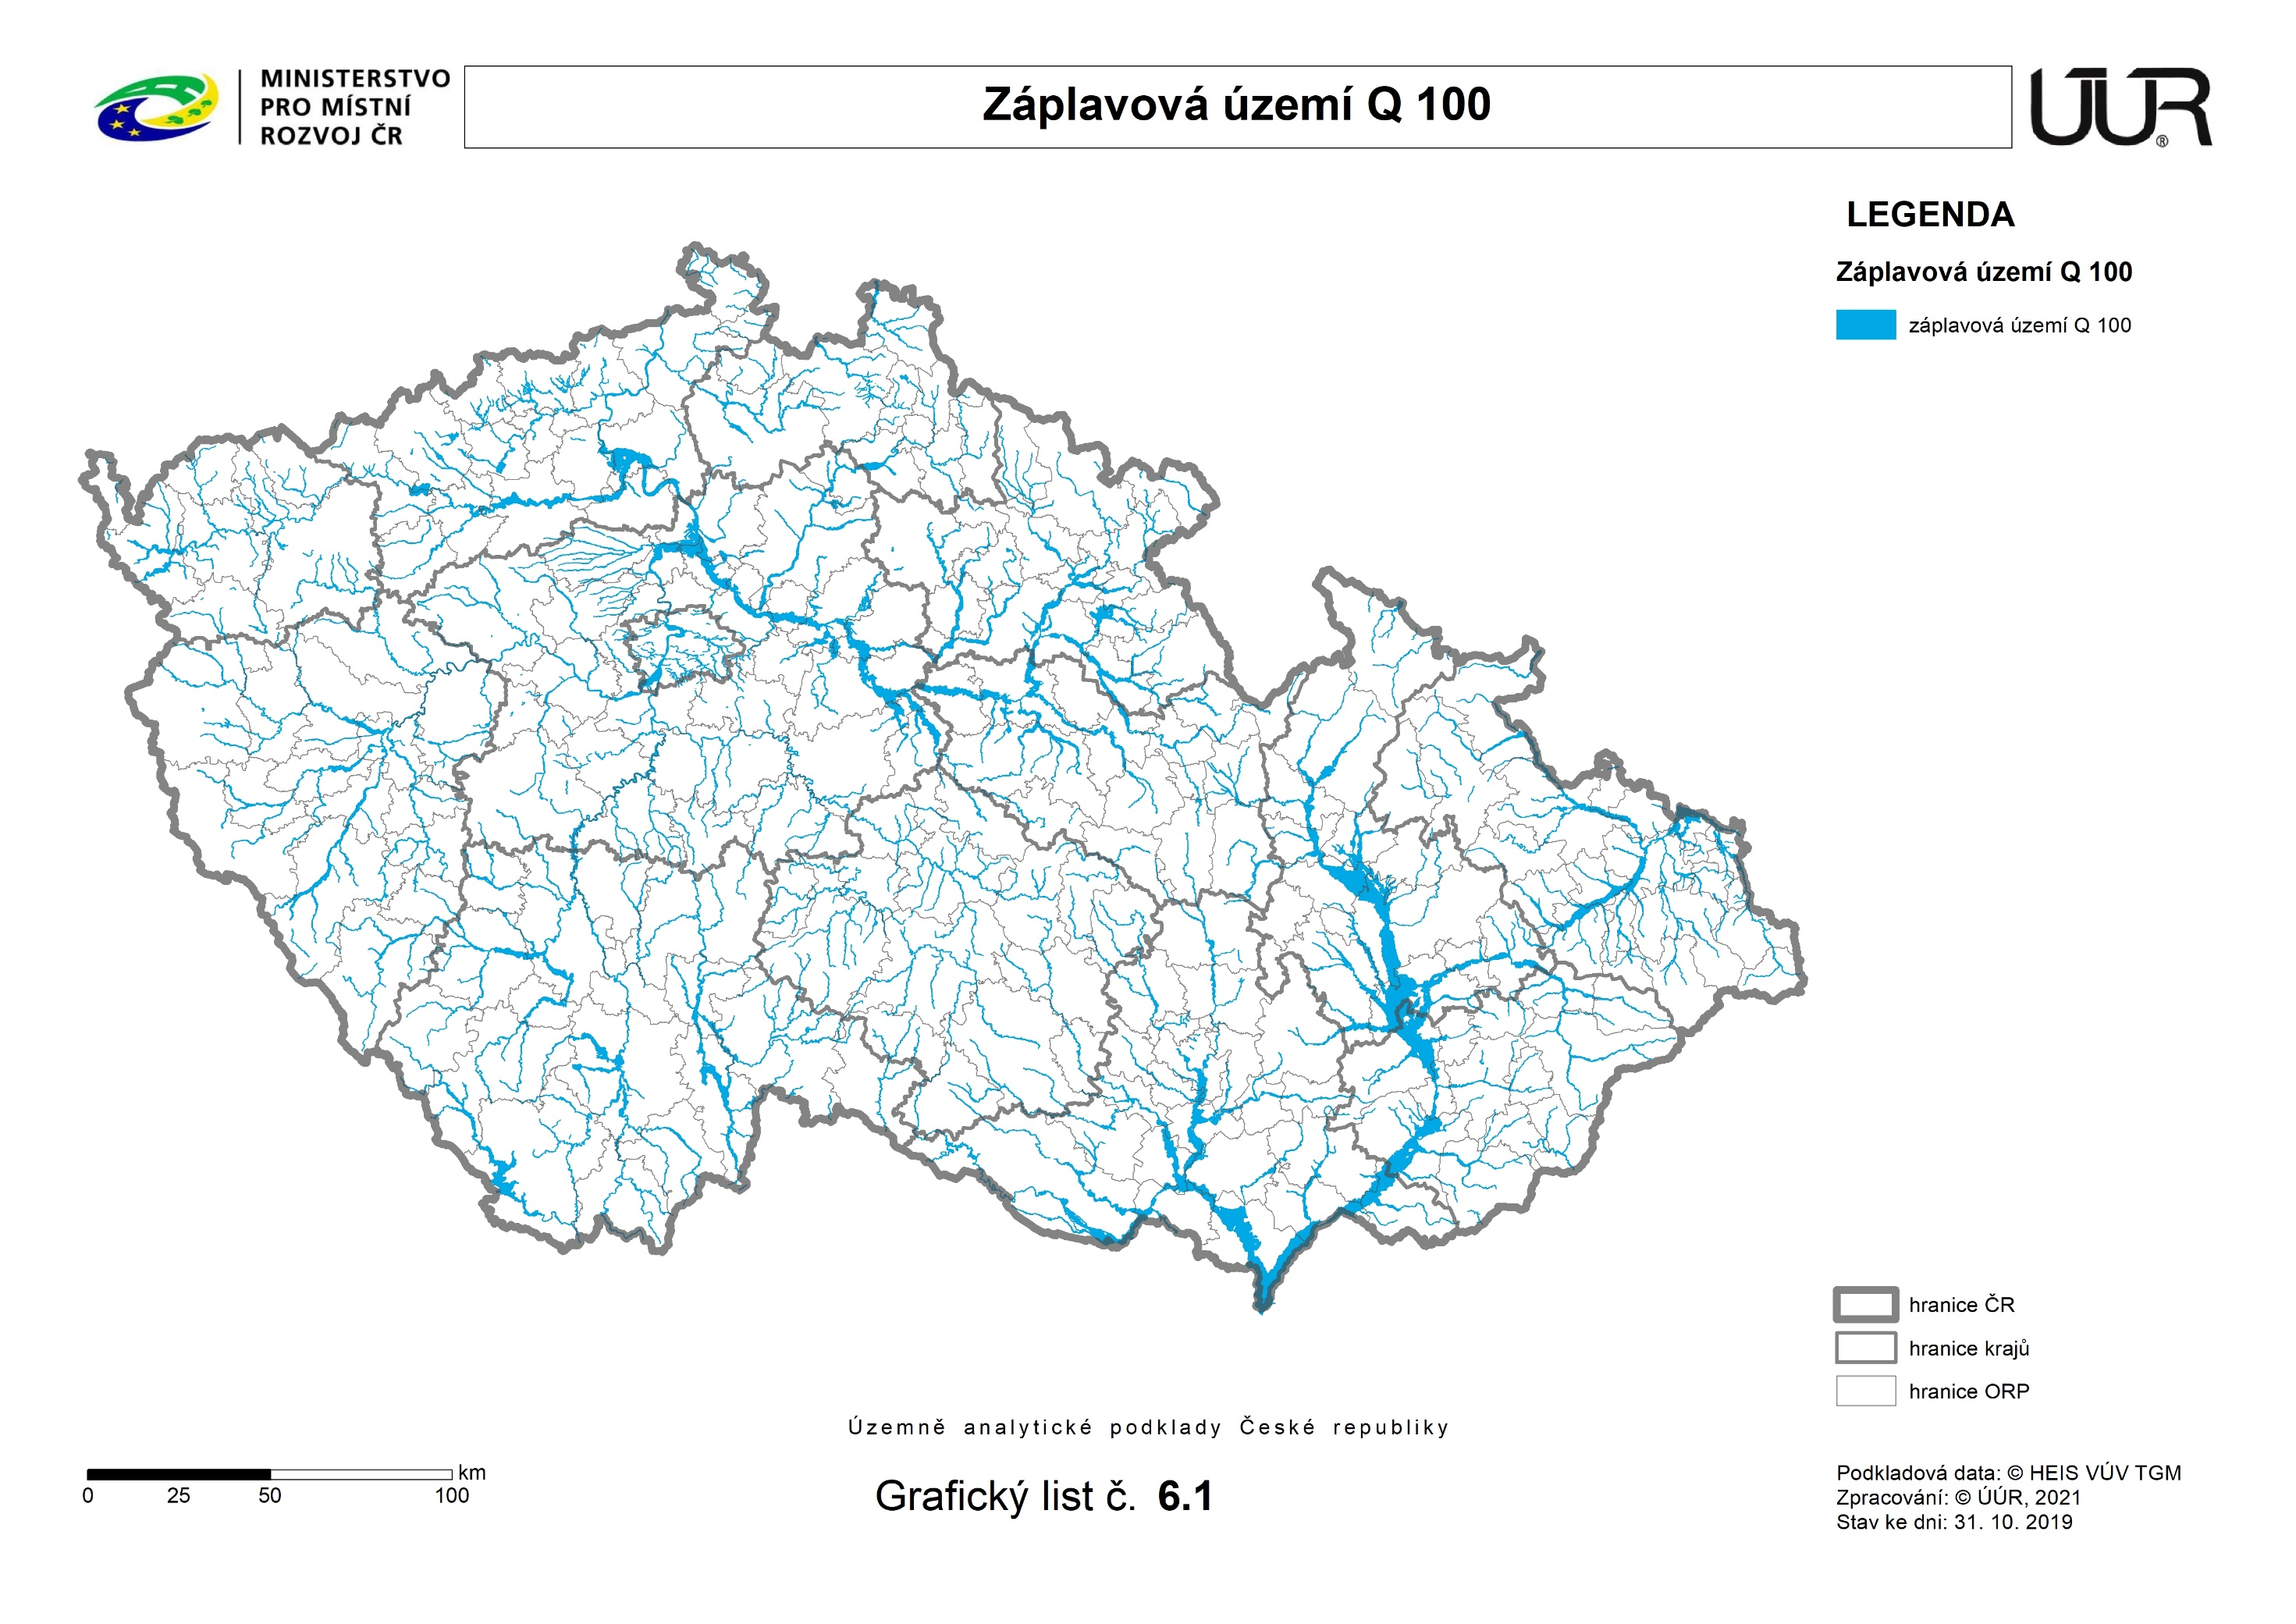 MINISTERSTVO
PRO MÍSTNÍ
ROZVOJ ČR
Záplavová území Q 100
ÚÚR®
LEGENDA
Záplavová území Q 100
záplavová území Q 100
hranice ČR
hranice krajů
hranice ORP
Územně analytické podklady České republiky
Grafický list č. 6.1
km
0 25 50 100
Podkladová data: © HEIS VÚV TGM
Zpracování: © ÚÚR, 2021
Stav ke dni: 31. 10. 2019